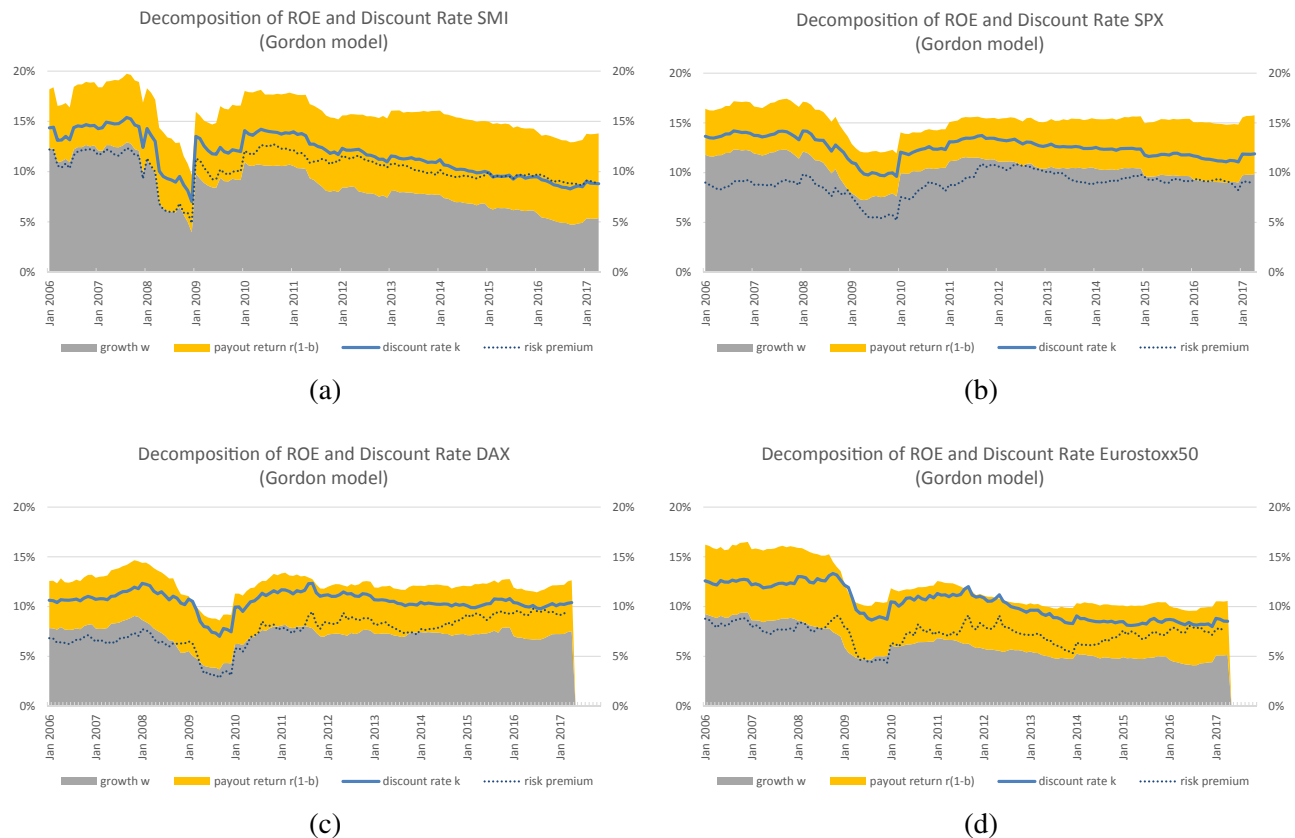 Decomposition of ROE and Discount Rate SMI
(Gordon model)
20%
15%
10%
5%
0%
20%
15%
10%
5%
0%
Jan 2006
Jan 2007
Jan 2008
Jan 2009
Jan 2010
Jan 2011
Jan 2012
Jan 2013
Jan 2014
Jan 2015
Jan 2016
Jan 2017
growth w payout return r(1-b) discount rate k risk premium
(a)
Decomposition of ROE and Discount Rate SPX
(Gordon model)
20%
15%
10%
5%
0%
20%
15%
10%
5%
0%
Jan 2006
Jan 2007
Jan 2008
Jan 2009
Jan 2010
Jan 2011
Jan 2012
Jan 2013
Jan 2014
Jan 2015
Jan 2016
Jan 2017
growth w payout return r(1-b) discount rate k risk premium
(b)
Decomposition of ROE and Discount Rate DAX
(Gordon model)
20%
15%
10%
5%
0%
20%
15%
10%
5%
0%
Jan 2006
Jan 2007
Jan 2008
Jan 2009
Jan 2010
Jan 2011
Jan 2012
Jan 2013
Jan 2014
Jan 2015
Jan 2016
Jan 2017
growth w payout return r(1-b) discount rate k risk premium
(c)
Decomposition of ROE and Discount Rate Eurostoxx50
(Gordon model)
20%
15%
10%
5%
0%
20%
15%
10%
5%
0%
Jan 2006
Jan 2007
Jan 2008
Jan 2009
Jan 2010
Jan 2011
Jan 2012
Jan 2013
Jan 2014
Jan 2015
Jan 2016
Jan 2017
growth w payout return r(1-b) discount rate k risk premium
(d)